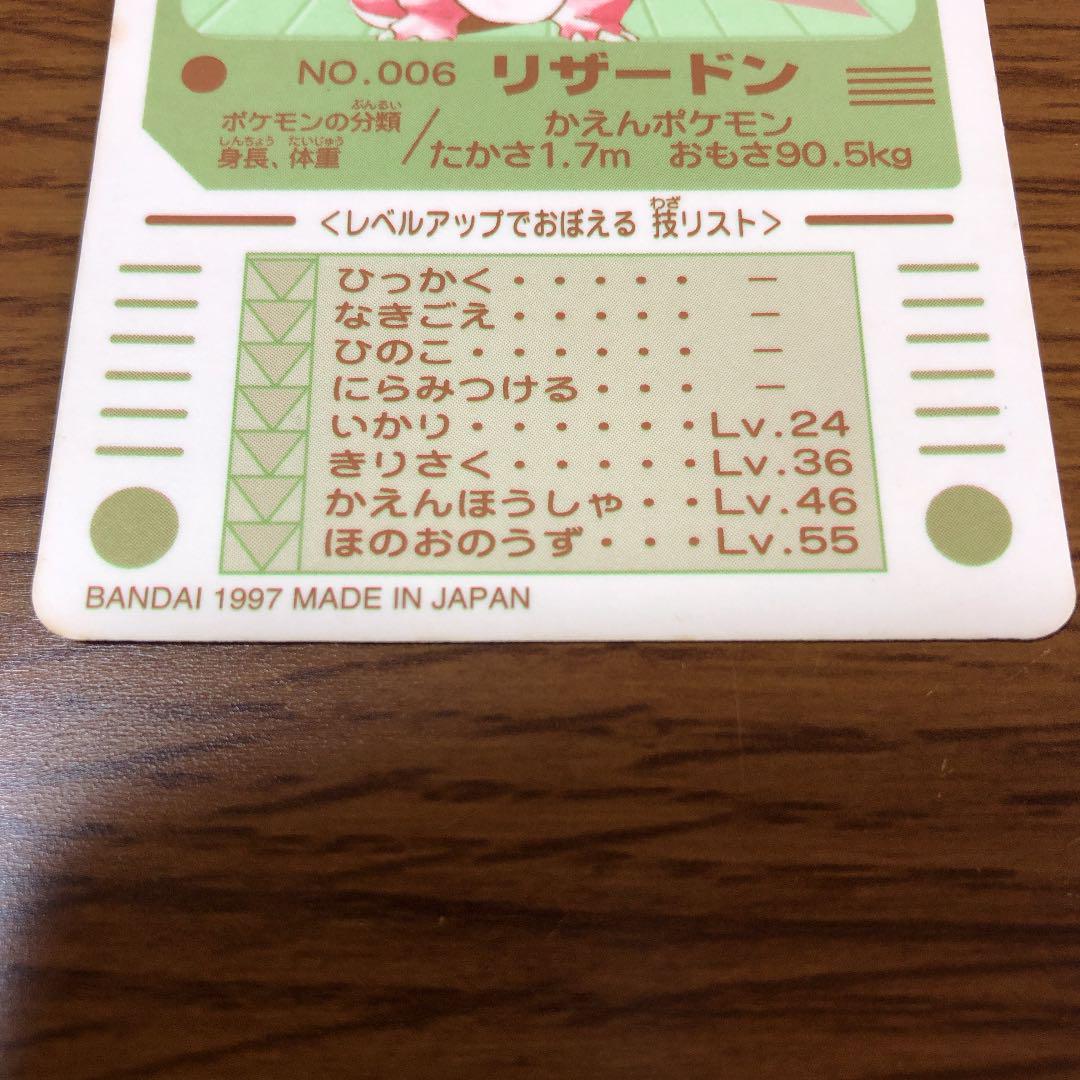 NO.006 リザードン
ポケモンの分類 ぶんるい
身長、体重 しんちょう たいじゅう
かえんポケモン
たかさ1.7m おもさ90.5kg
<レベルアップでおぼえる 技リスト> わざ
ひっかく・・・・・ −
なきごえ・・・・・ −
ひのこ・・・・・・ −
にらみつける・・・ −
いかり・・・・・・Lv.24
きりさく・・・・・Lv.36
かえんほうしゃ・・Lv.46
ほのおのうず・・・Lv.55
BANDAI 1997 MADE IN JAPAN